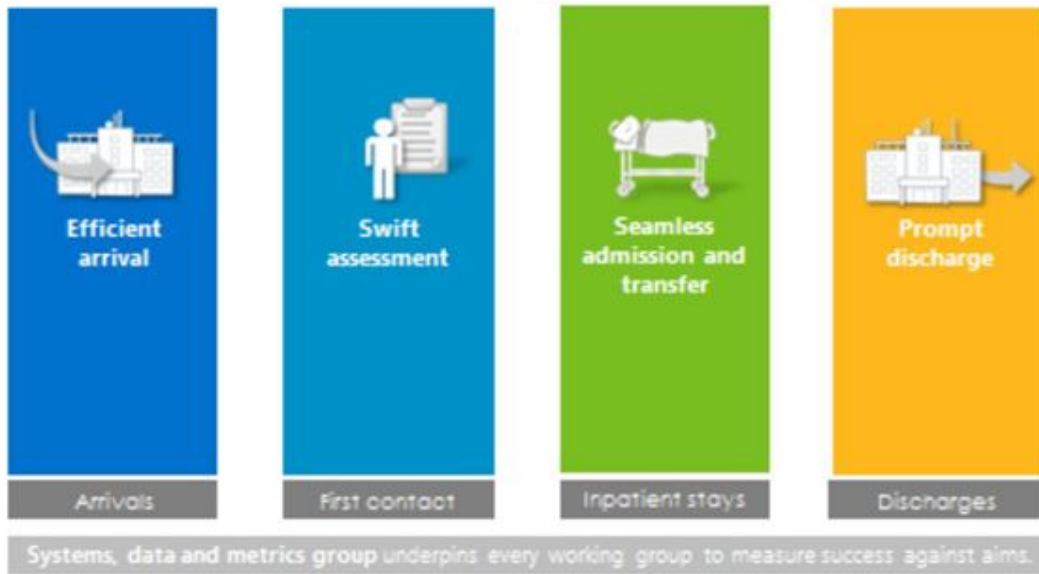 Efficient
arrival
Swift
assessment
Seamless
admission and
transfer
Prompt
discharge
Arrivals
First contact
Inpatient stays
Discharges
Systems, data and metrics group underpins every working group to measure success against aims.